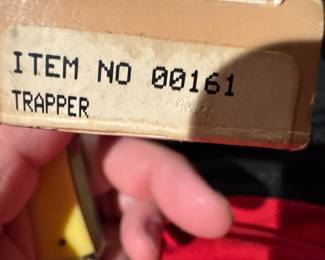 ITEM NO 00161
TRAPPER